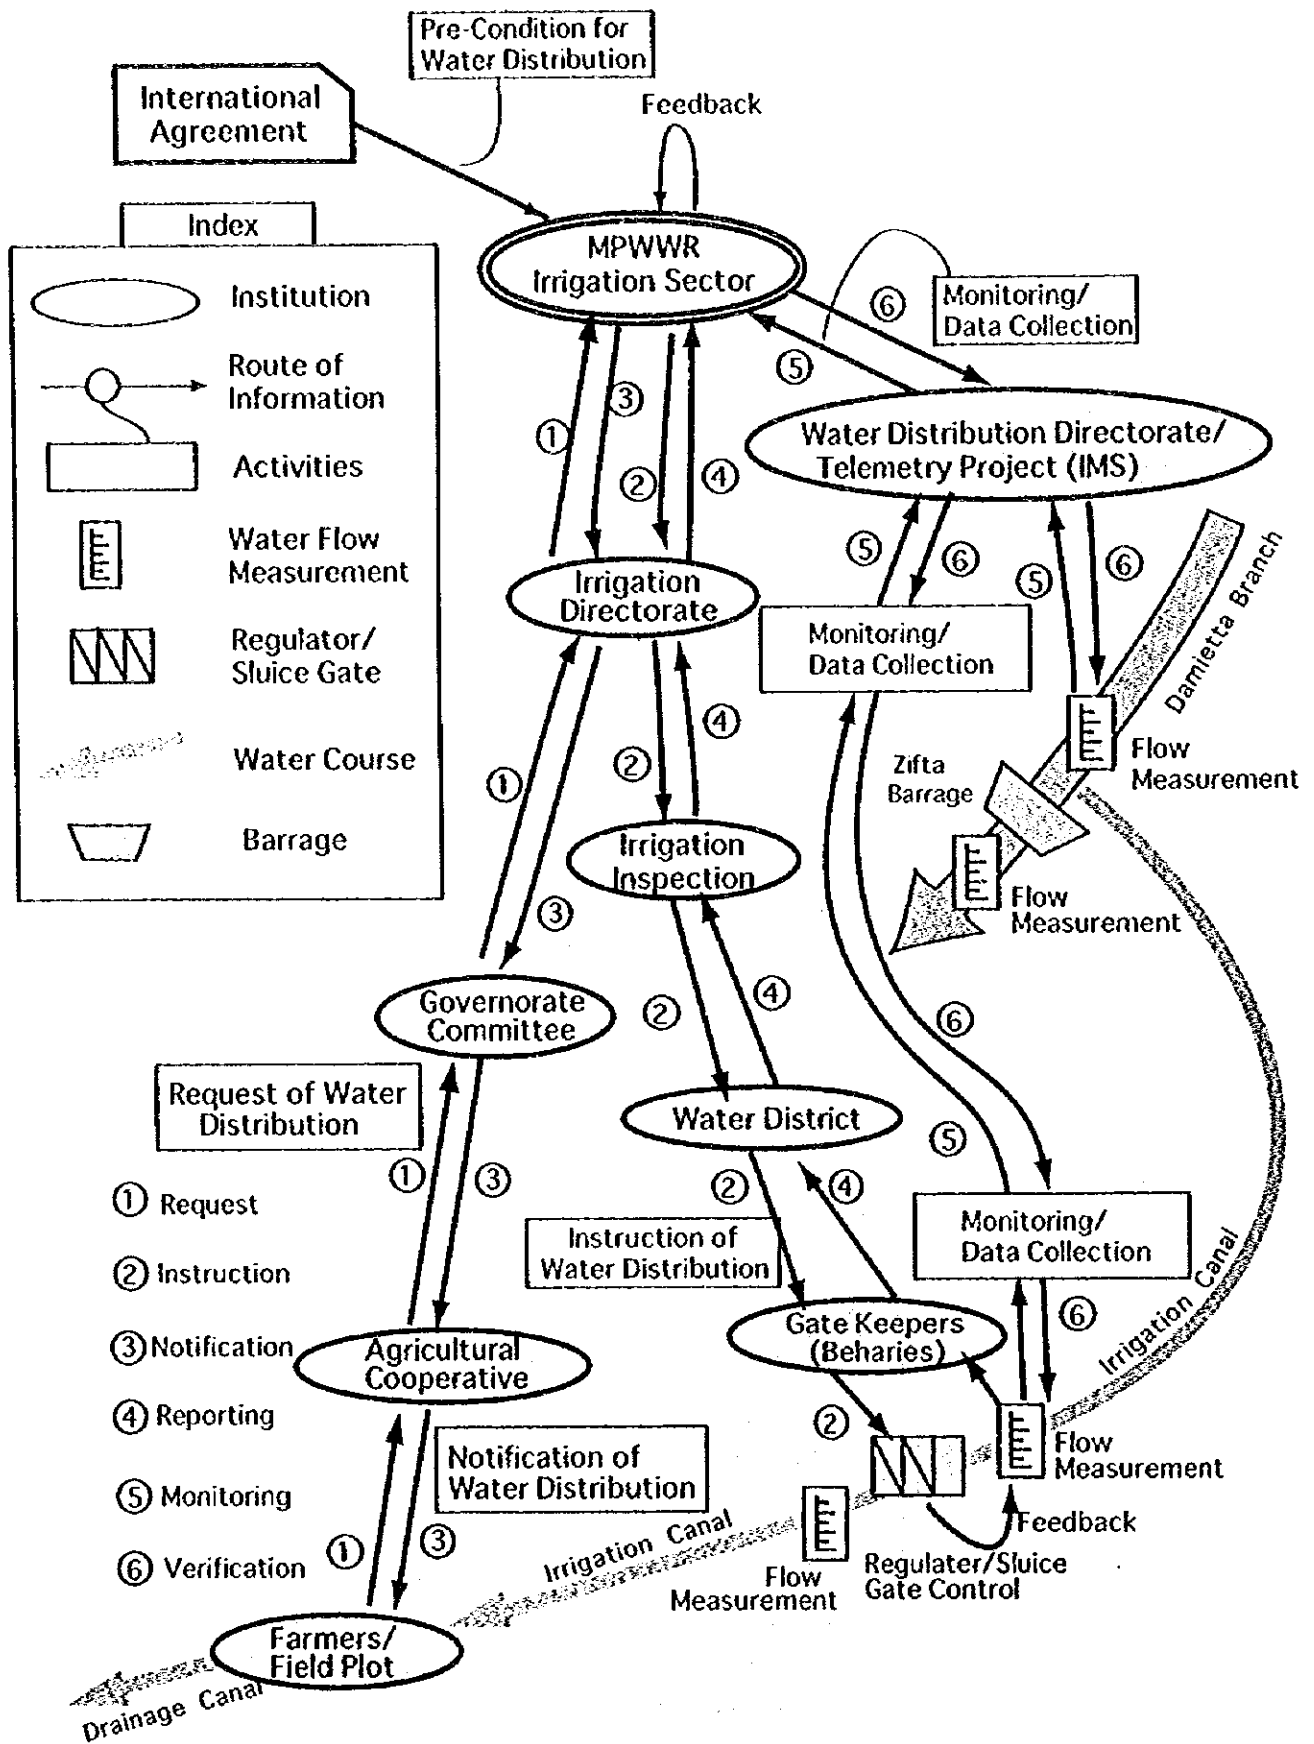 Pre-Condition for
Water Distribution
International
Agreement
Feedback
Index
Institution
Route of
Information
Activities
Water Flow
Measurement
Regulator/
Sluice Gate
Water Course
Barrage
MPWWR
Irrigation Sector
⑥
Monitoring/
Data Collection
⑤
③
①
②
④
Water Distribution Directorate/
Telemetry Project (IMS)
⑤
⑥
⑤
⑥
Damietta Branch
Irrigation
Directorate
Monitoring/
Data Collection
④
②
①
Flow
Measurement
Zifta
Barrage
Irrigation
Inspection
Flow
Measurement
③
④
②
⑥
Governorate
Committee
Request of Water
Distribution
Water District
⑤
①
③
②
④
① Request
Instruction of
Water Distribution
Monitoring/
Data Collection
② Instruction
⑥
Irrigation Canal
③ Notification
Agricultural
Cooperative
Gate Keepers
(Beharies)
④ Reporting
②
Flow
Measurement
Notification of
Water Distribution
⑤ Monitoring
Feedback
①
③
Irrigation Canal
⑥ Verification
Flow
Measurement
Regulater/Sluice
Gate Control
Farmers/
Field Plot
Drainage Canal